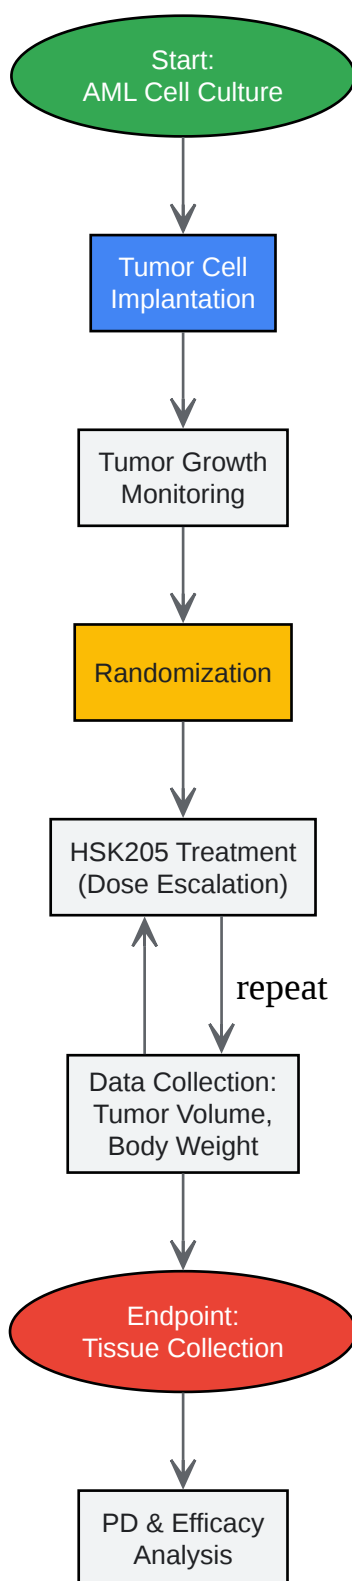 Start:
AML Cell Culture
Tumor Cell
Implantation
Tumor Growth
Monitoring
Randomization
HSK205 Treatment
(Dose Escalation)
repeat
Data Collection:
Tumor Volume,
Body Weight
Endpoint:
Tissue Collection
PD & Efficacy
Analysis